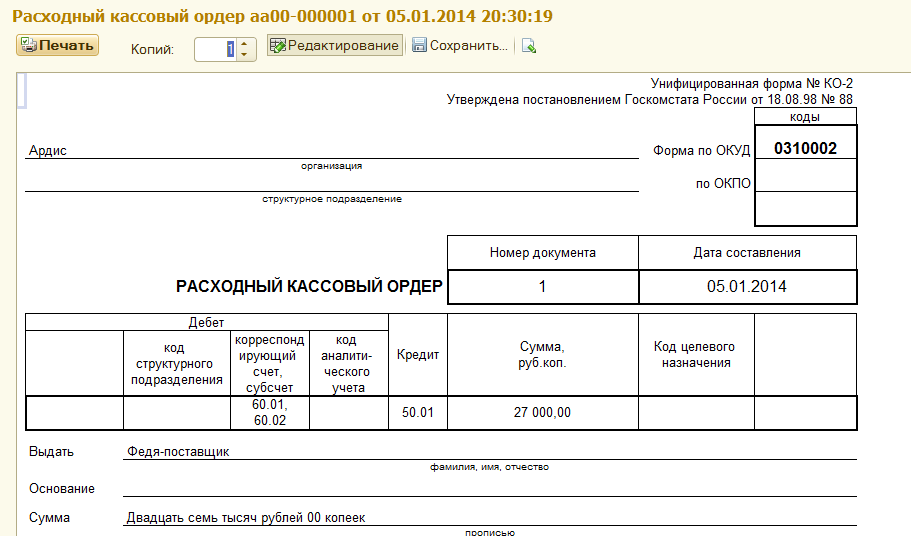 Расходный кассовый ордер аа00-000001 от 05.01.2014 20:30:19
Печать Копий: 1 Редактирование Сохранить...
Унифицированная форма № КО-2
Утверждена постановлением Госкомстата России от 18.08.98 № 88
коды
Ардис Форма по ОКУД 0310002
организация
по ОКПО
структурное подразделение
Номер документа Дата составления
РАСХОДНЫЙ КАССОВЫЙ ОРДЕР 1 05.01.2014
Дебет
код
структурного
подразделения
корреспонд
ирующий
счет,
субсчет
код
аналити-
ческого
учета
Кредит
Сумма,
руб.коп.
Код целевого
назначения
60.01,
60.02
50.01
27 000,00
Выдать Федя-поставщик
фамилия, имя, отчество
Основание
Сумма Двадцать семь тысяч рублей 00 копеек
прописью